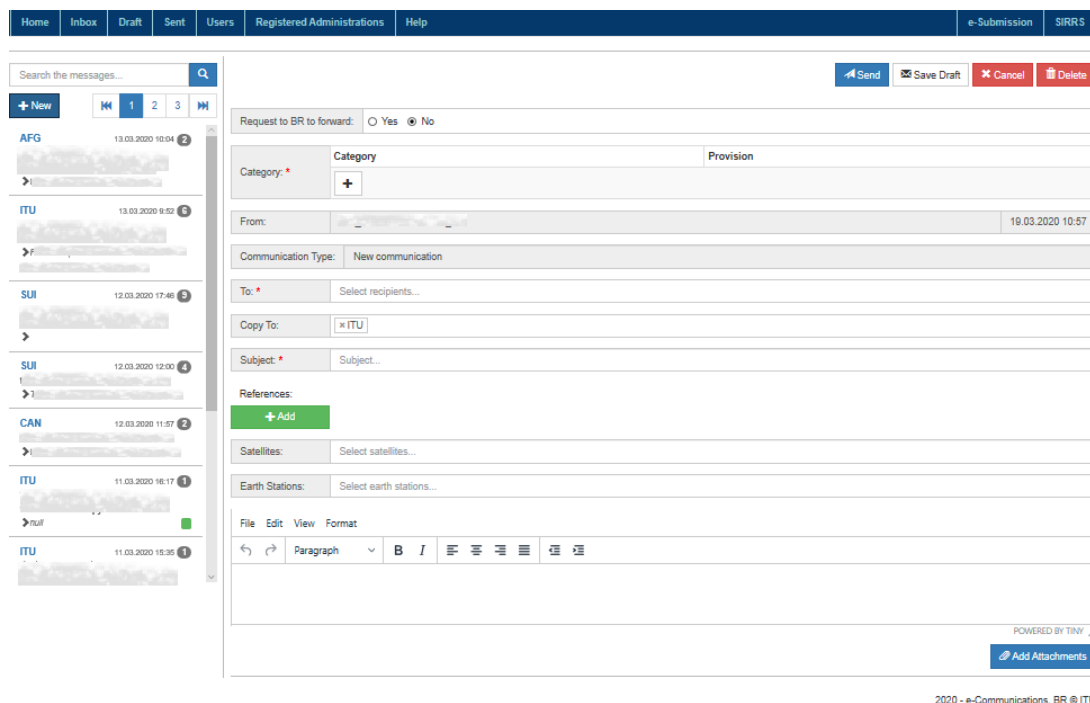 Home Inbox Draft Sent Users Registered Administrations Help e-Submission SIRRS
Search the messages...
Send Save Draft Cancel Delete
New 1 2 3
AFG 13.03.2020 10:04 2
ITU 13.03.2020 9:52 6
SUI 12.03.2020 17:46 9
SUI 12.03.2020 12:00 4
CAN 12.03.2020 11:57 2
ITU 11.03.2020 16:17 1
null
ITU 11.03.2020 15:35 1
Request to BR to forward: Yes No
Category Provision
Category: *
+
From: 19.03.2020 10:57
Communication Type: New communication
To: * Select recipients...
Copy To: × ITU
Subject: * Subject...
References:
+ Add
Satellites: Select satellites...
Earth Stations: Select earth stations...
File Edit View Format
Paragraph B I
POWERED BY TINY
Add Attachments
2020 - e-Communications, BR @ ITU